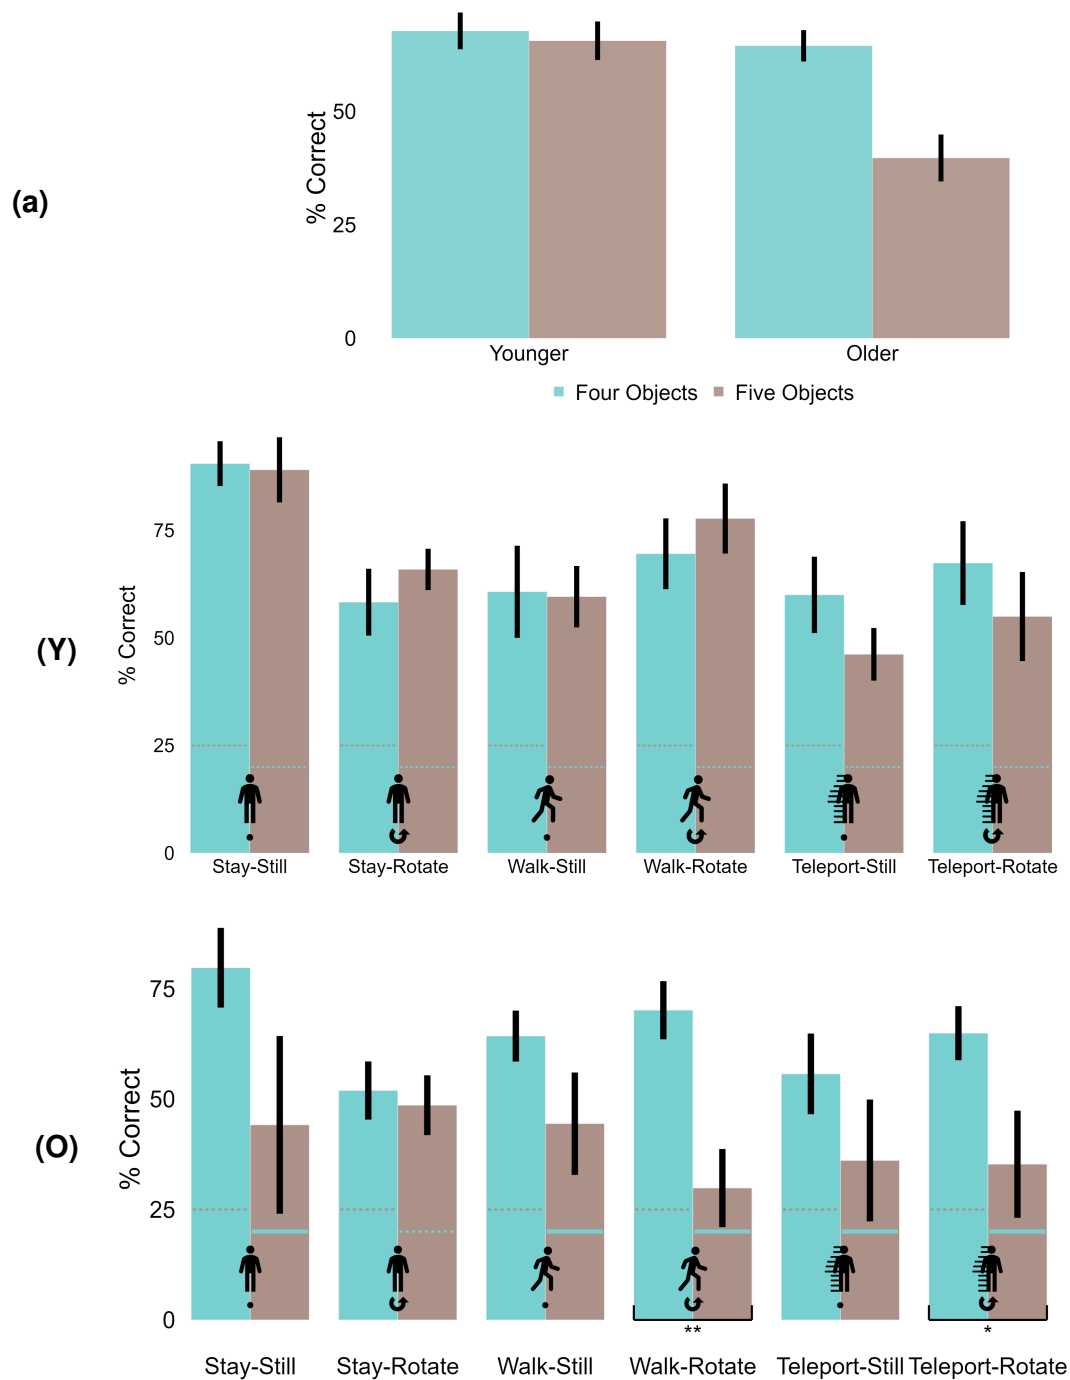 (a)
% Correct
50
25
0
Younger Older
Four Objects Five Objects
(Y)
% Correct
75
50
25
0
Stay-Still Stay-Rotate Walk-Still Walk-Rotate Teleport-Still Teleport-Rotate
(O)
% Correct
75
50
25
0
** *
Stay-Still Stay-Rotate Walk-Still Walk-Rotate Teleport-Still Teleport-Rotate